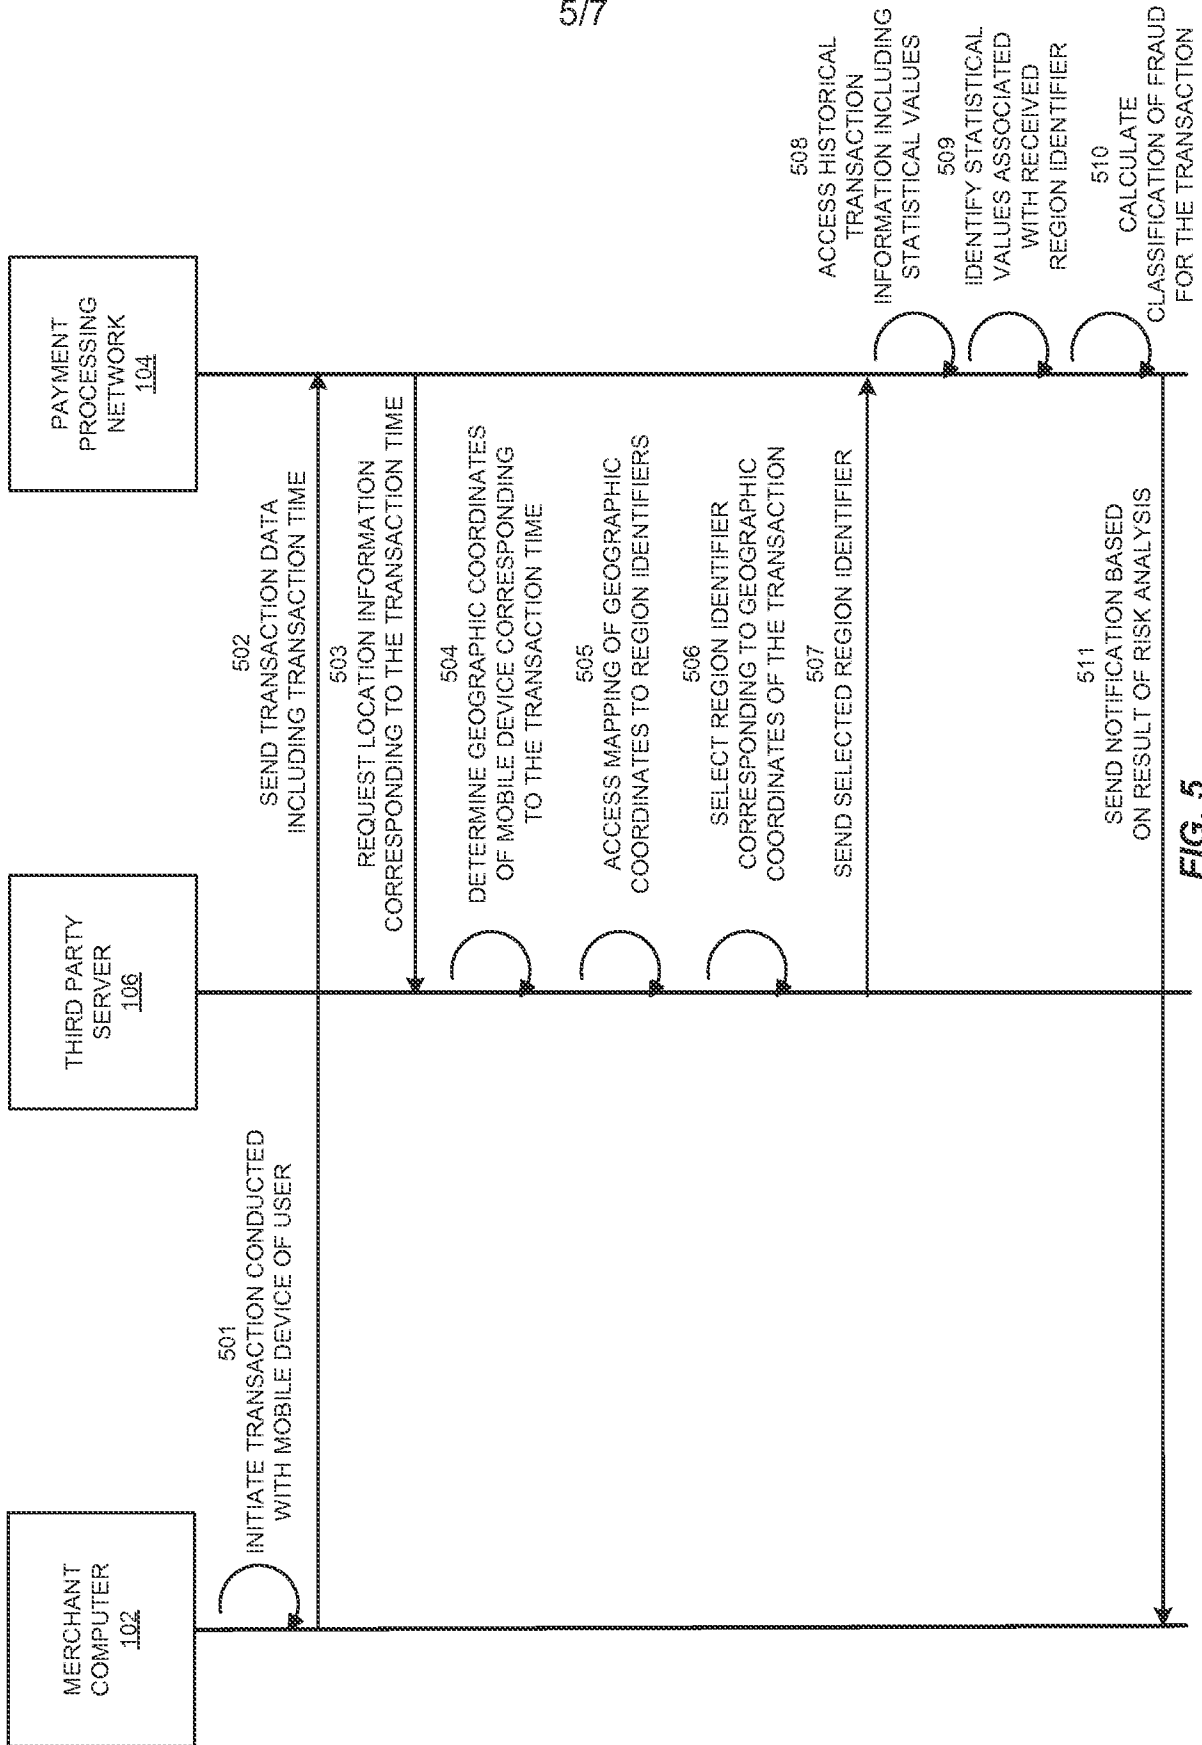 5/7
MERCHANT
COMPUTER
102
THIRD PARTY
SERVER
106
PAYMENT
PROCESSING
NETWORK
104
501
INITIATE TRANSACTION CONDUCTED
WITH MOBILE DEVICE OF USER
502
SEND TRANSACTION DATA
INCLUDING TRANSACTION TIME
503
REQUEST LOCATION INFORMATION
CORRESPONDING TO THE TRANSACTION TIME
504
DETERMINE GEOGRAPHIC COORDINATES
OF MOBILE DEVICE CORRESPONDING
TO THE TRANSACTION TIME
505
ACCESS MAPPING OF GEOGRAPHIC
COORDINATES TO REGION IDENTIFIERS
506
SELECT REGION IDENTIFIER
CORRESPONDING TO GEOGRAPHIC
COORDINATES OF THE TRANSACTION
507
SEND SELECTED REGION IDENTIFIER
508
ACCESS HISTORICAL
TRANSACTION
INFORMATION INCLUDING
STATISTICAL VALUES
509
IDENTIFY STATISTICAL
VALUES ASSOCIATED
WITH RECEIVED
REGION IDENTIFIER
510
CALCULATE
CLASSIFICATION OF FRAUD
FOR THE TRANSACTION
511
SEND NOTIFICATION BASED
ON RESULT OF RISK ANALYSIS
FIG. 5